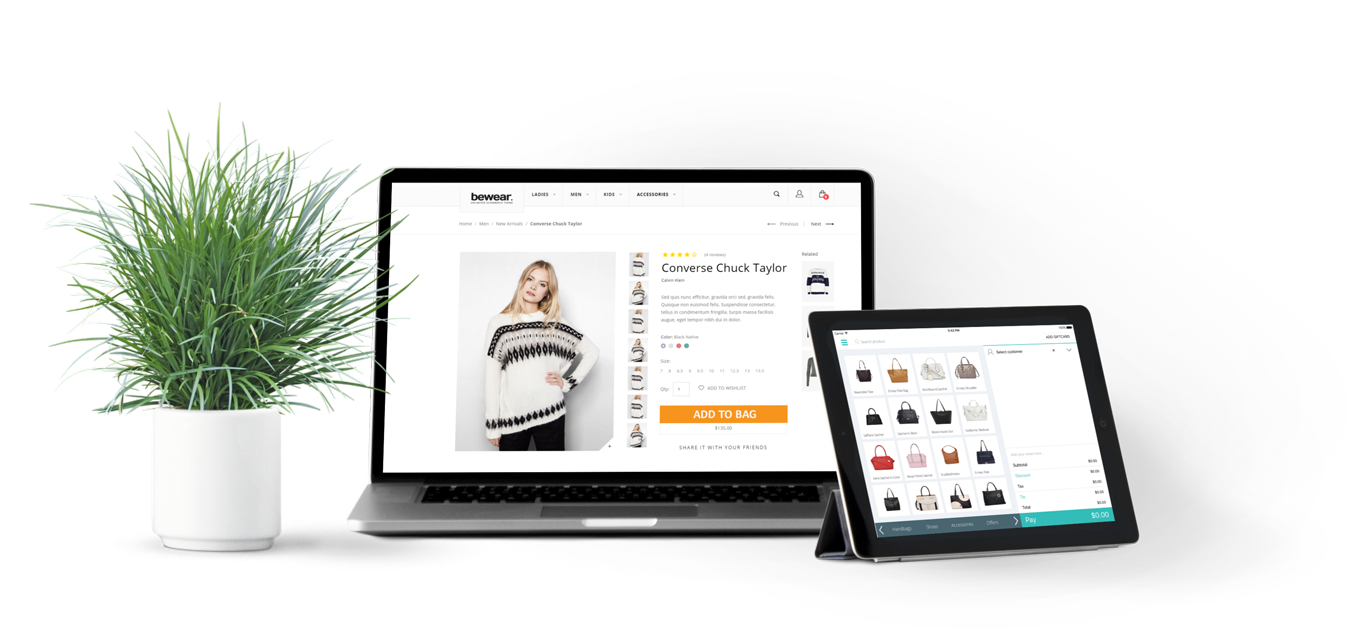 bewear.
LADIES
MEN
KIDS
ACCESSORIES
Home / Men / New Arrivals / Converse Chuck Taylor
Previous | Next
(4 reviews)
Related
Converse Chuck Taylor
Calvin Klein
Sed quis nunc efficitur, gravida orci sed, gravida felis.
Quisque non euismod felis. Suspendisse consectetur,
tellus in condimentum fringilla, turpis massa facilisis
augue, eget tempor nibh dui in dolor.
Color: Black Native
Size:
7 8 8.5 9 9.5 10 11 12.5 13 13.5
Qty: 1
ADD TO WISHLIST
ADD TO BAG
$195.00
SHARE IT WITH YOUR FRIENDS
Search product
ADD GIFTCARD
Select customer
Subtotal $0.00
Discount $0.00
Tax $0.00
Tip $0.00
Total $0.00
Handbags Shoes Accessories Offers
Pay $0.00